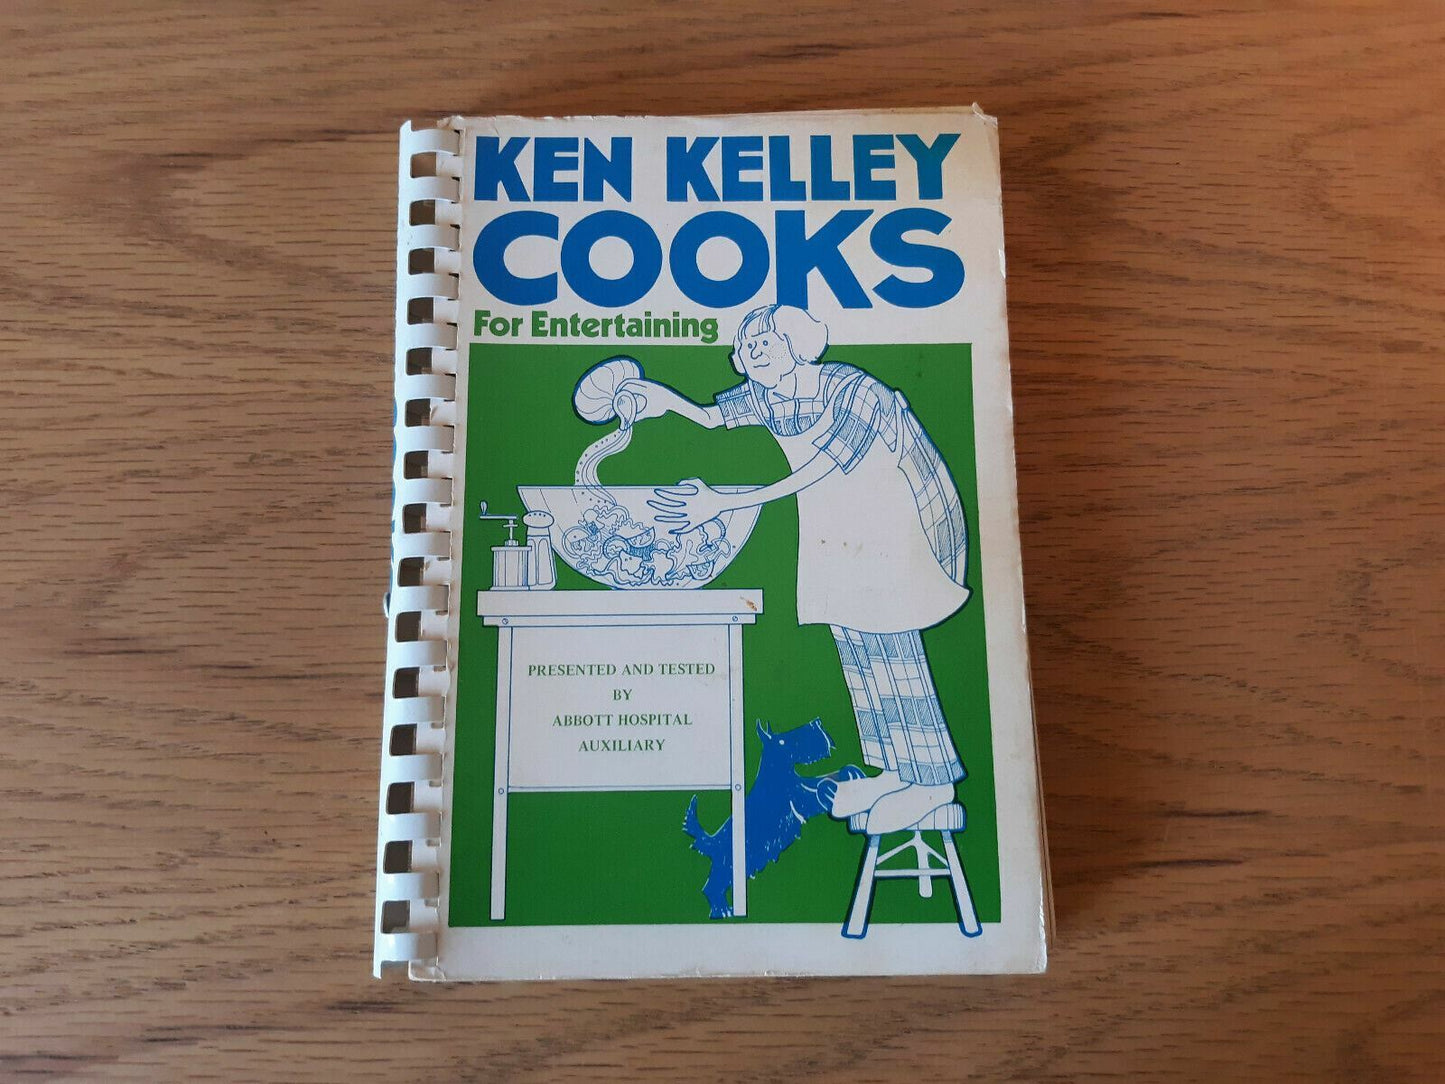 KEN KELLEY
COOKS
For Entertaining
PRESENTED AND TESTED
BY
ABBOTT HOSPITAL
AUXILIARY